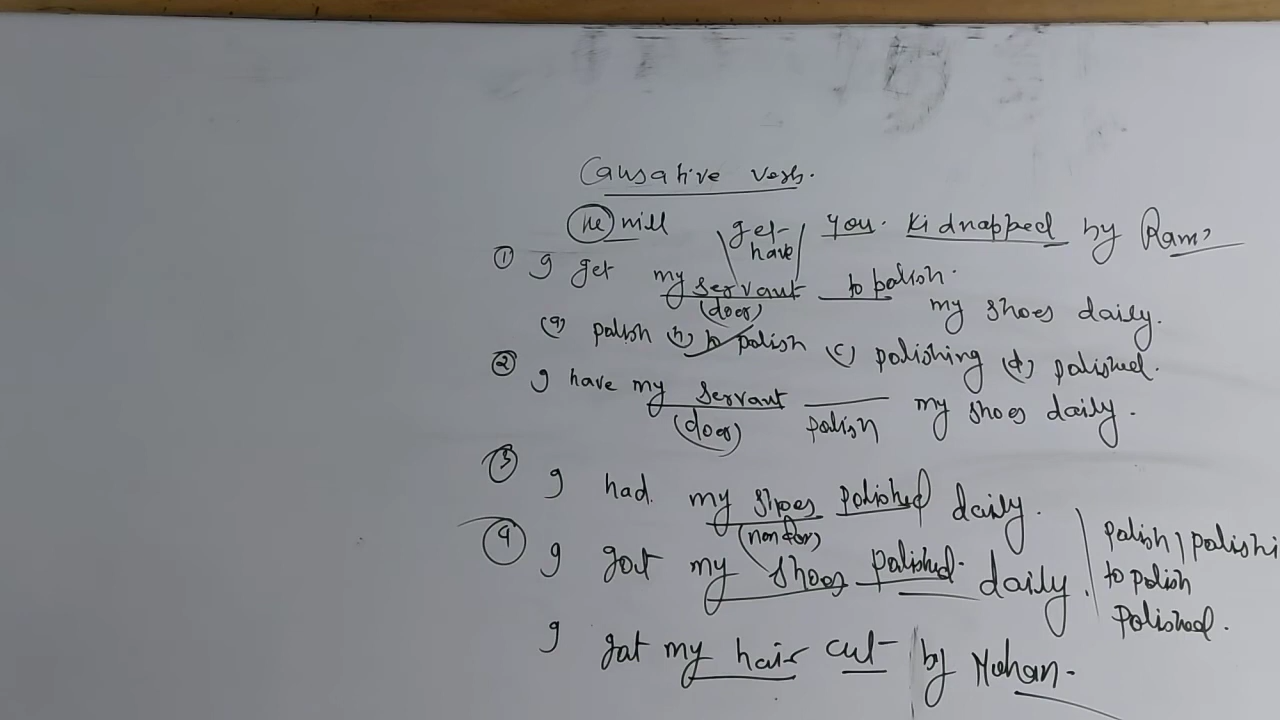 Causative verb.
he will get you kidnapped by Ram
have
① I get my servant to polish my shoes daily.
(doer)
(a) polish (b) to polish (c) polishing (d) polished.
② I have my servant ____ my shoes daily.
(doer) polish
③ I had my shoes polished daily.
(non doer)
④ I got my shoes polished daily.
polish / polishi
to polish
polished.
I got my hair cut by Mohan.